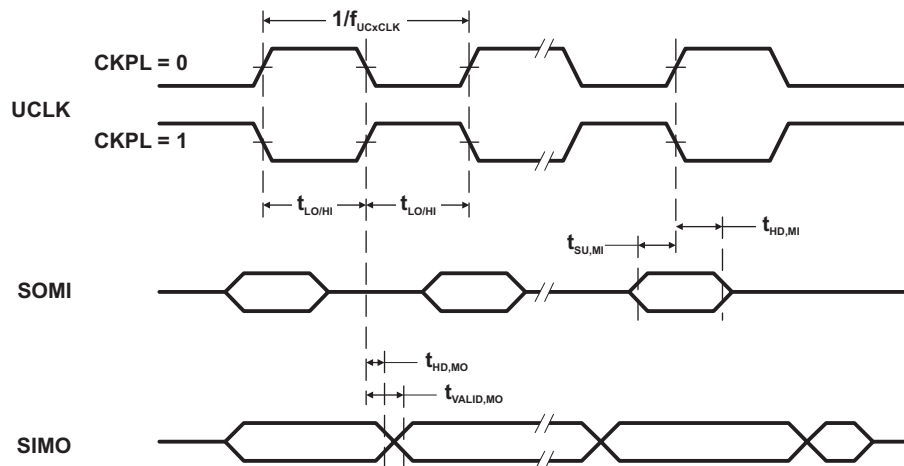 1/fUCxCLK
CKPL = 0
UCLK
CKPL = 1
tLO/HI
tLO/HI
tSU,MI
tHD,MI
SOMI
tHD,MO
tVALID,MO
SIMO